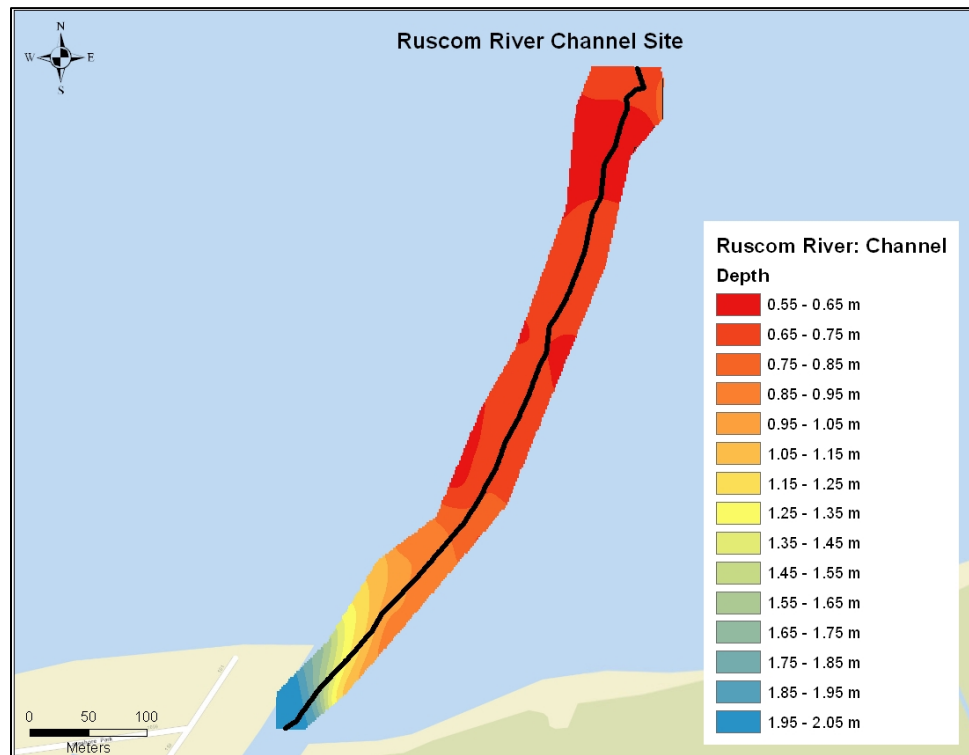 N
Ruscom River Channel Site
W
E
S
Ruscom River: Channel
Depth
0.55 - 0.65 m
0.65 - 0.75 m
0.75 - 0.85 m
0.85 - 0.95 m
0.95 - 1.05 m
1.05 - 1.15 m
1.15 - 1.25 m
1.25 - 1.35 m
1.35 - 1.45 m
1.45 - 1.55 m
1.55 - 1.65 m
1.65 - 1.75 m
1.75 - 1.85 m
1.85 - 1.95 m
1.95 - 2.05 m
0 50 100
Meters